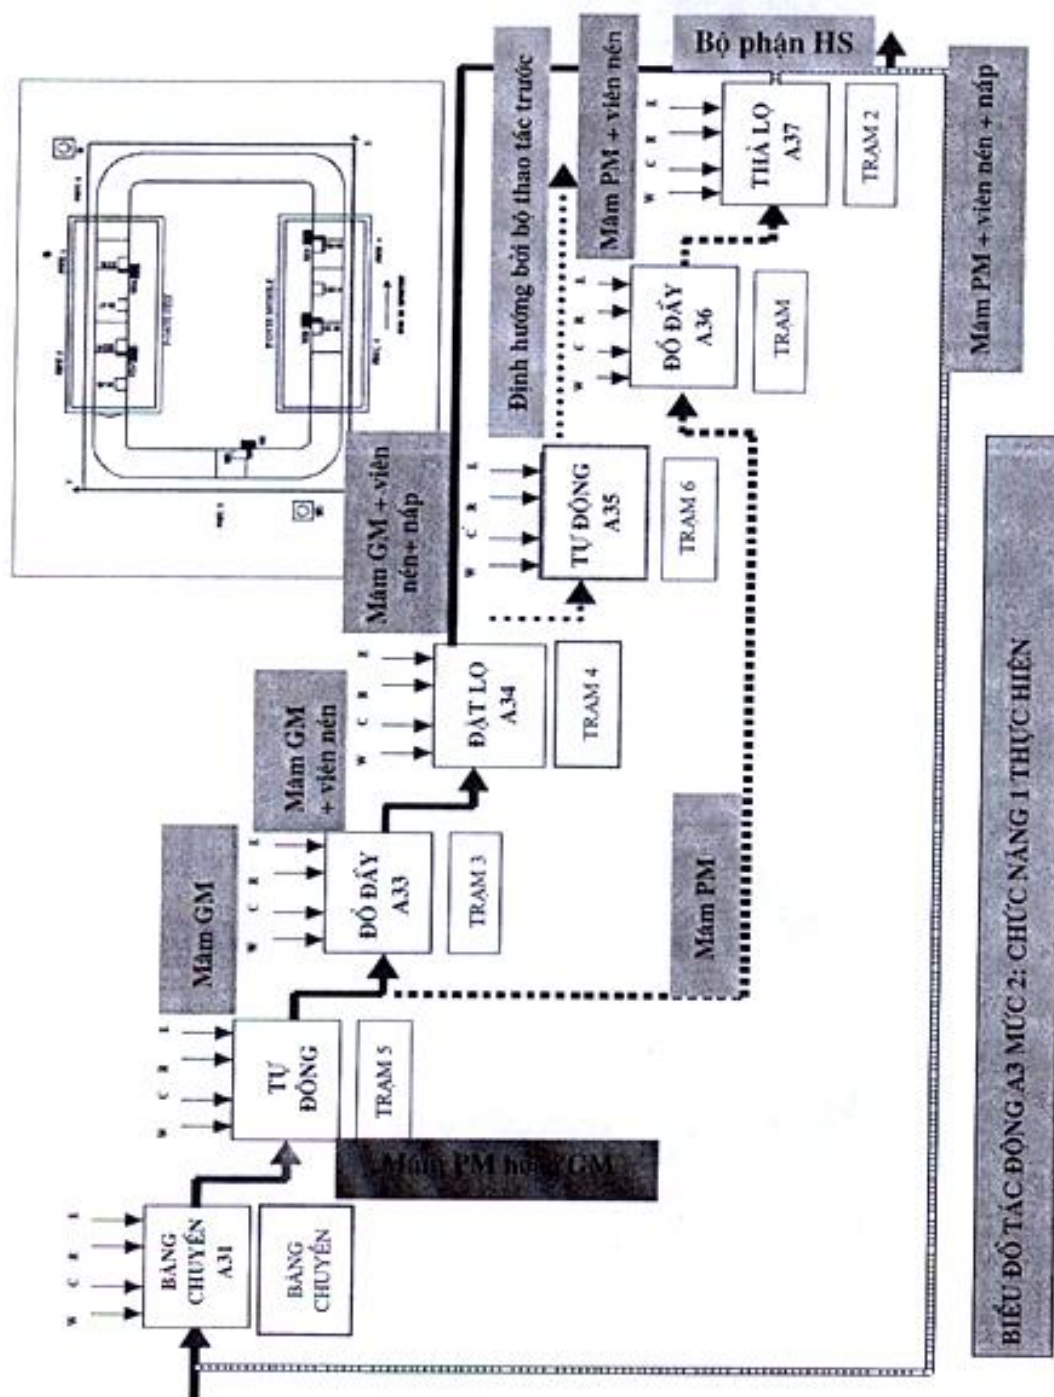 W C R E
BĂNG
CHUYỀN
A31
BĂNG
CHUYỀN
Mâm PM hoặc GM
W C R E
TỰ
ĐỘNG
TRẠM 5
Mâm GM
W C R E
ĐỔ ĐẦY
A33
TRẠM 3
Mâm GM
+ viên nén
W C R E
ĐẶT LỌ
A34
TRẠM 4
Mâm GM + viên
nén+ nắp
W C R E
TỰ ĐỘNG
A35
TRẠM 6
Định hướng bởi bộ thao tác trước
Mâm PM
W C R E
ĐỔ ĐẦY
A36
TRẠM
Mâm PM + viên nén
W C R E
THẢ LỌ
A37
TRẠM 2
Bộ phận HS
Mâm PM + viên nén + nắp
BIỂU ĐỒ TÁC ĐỘNG A3 MỨC 2: CHỨC NĂNG 1 THỰC HIỆN